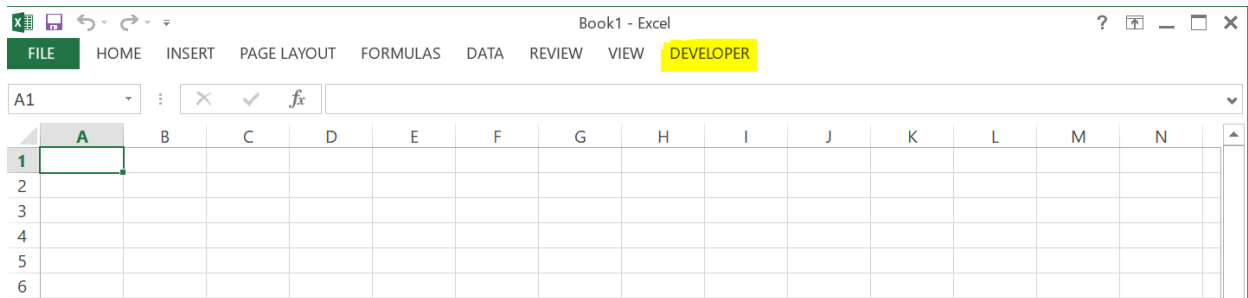 Book1 - Excel ?
FILE HOME INSERT PAGE LAYOUT FORMULAS DATA REVIEW VIEW DEVELOPER
A1 fx
A B C D E F G H I J K L M N
1
2
3
4
5
6